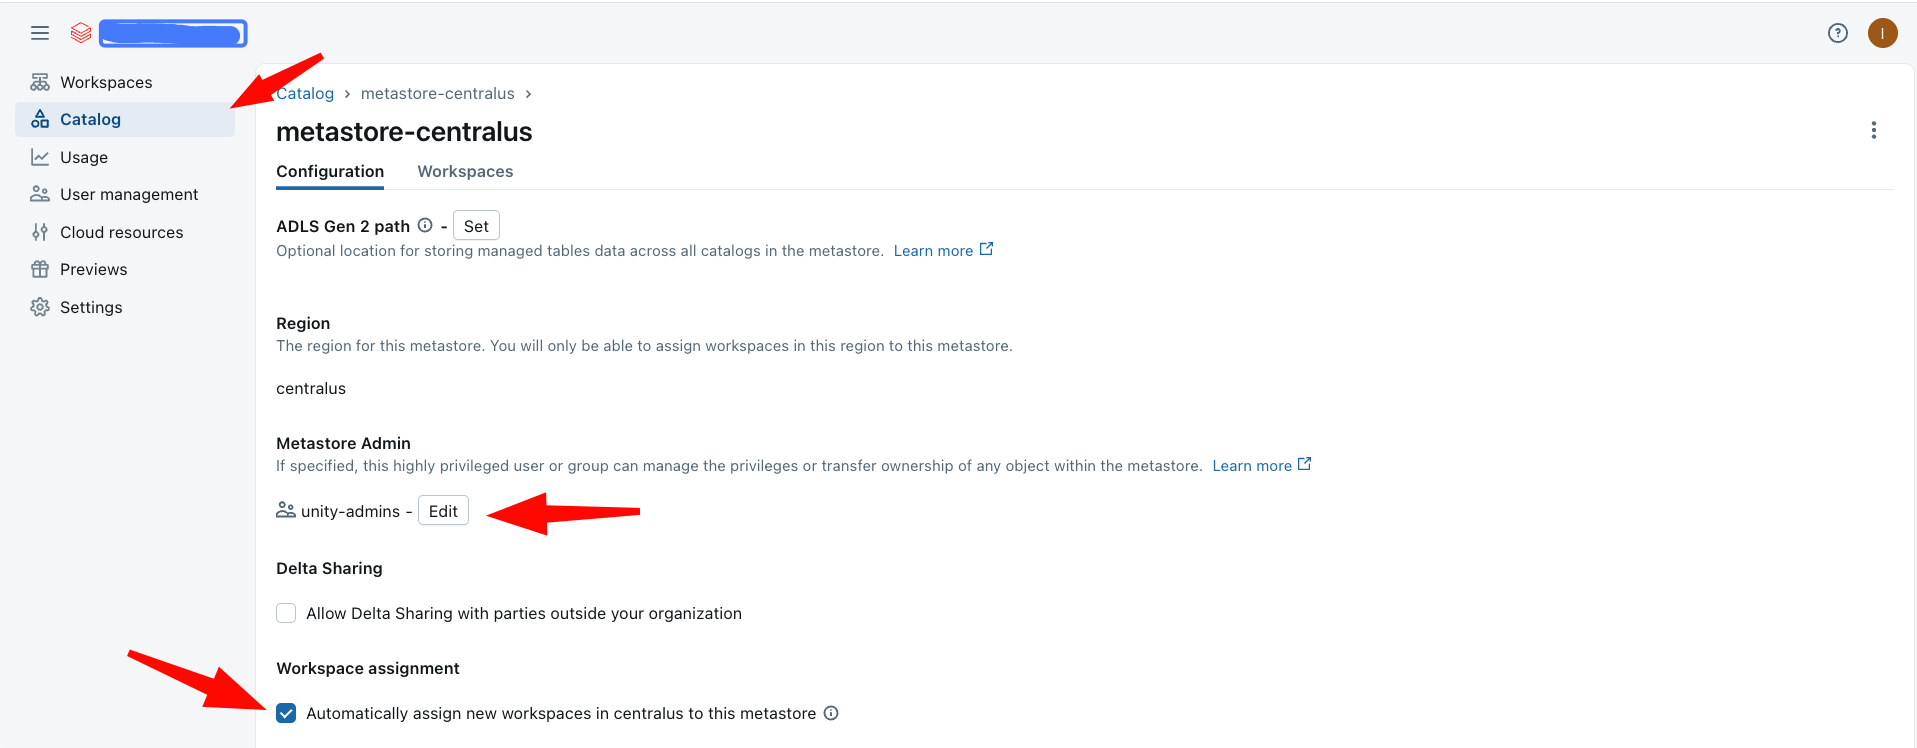 I
Workspaces
Catalog
Usage
User management
Cloud resources
Previews
Settings
Catalog › metastore-centralus ›
metastore-centralus
Configuration Workspaces
ADLS Gen 2 path - Set
Optional location for storing managed tables data across all catalogs in the metastore. Learn more
Region
The region for this metastore. You will only be able to assign workspaces in this region to this metastore.
centralus
Metastore Admin
If specified, this highly privileged user or group can manage the privileges or transfer ownership of any object within the metastore. Learn more
unity-admins - Edit
Delta Sharing
Allow Delta Sharing with parties outside your organization
Workspace assignment
Automatically assign new workspaces in centralus to this metastore